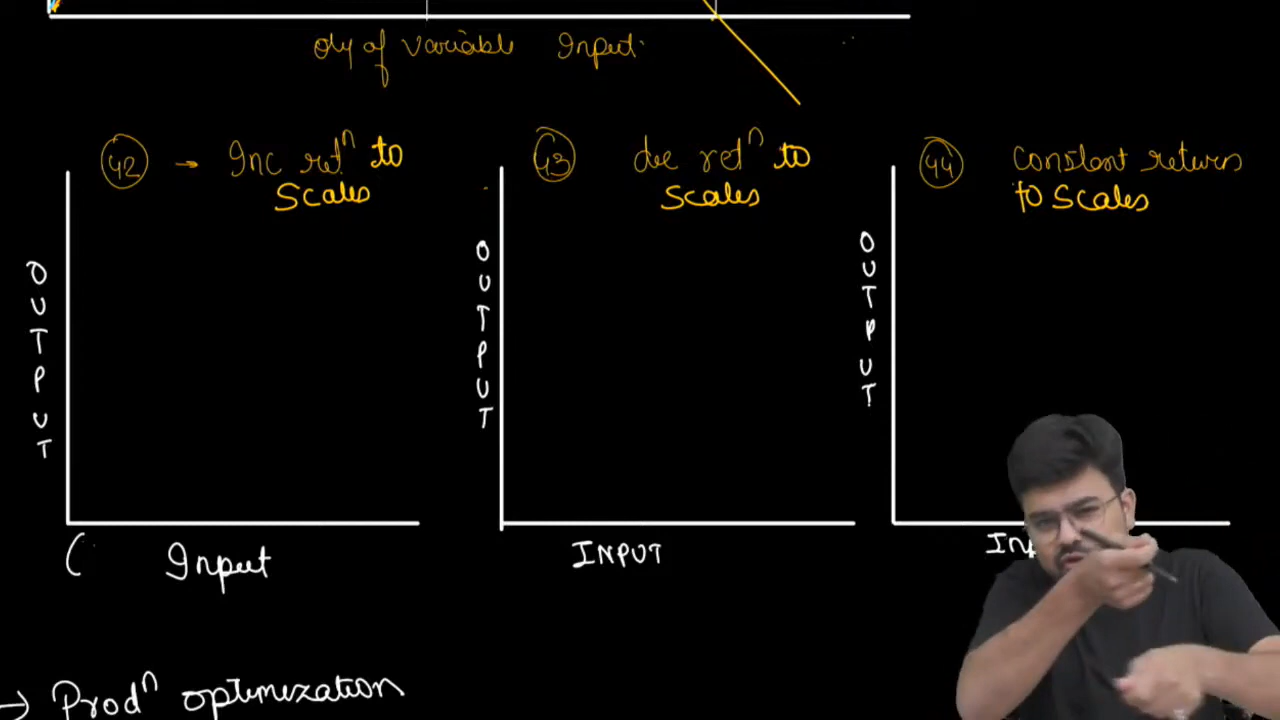 Qty of variable Input
42 → Inc retⁿ to
Scales
43 dec retⁿ to
Scales
44 constant returns
to Scales
OUTPUT
OUTPUT
OUTPUT
( Input
INPUT
Inp
→ Prodⁿ optimization